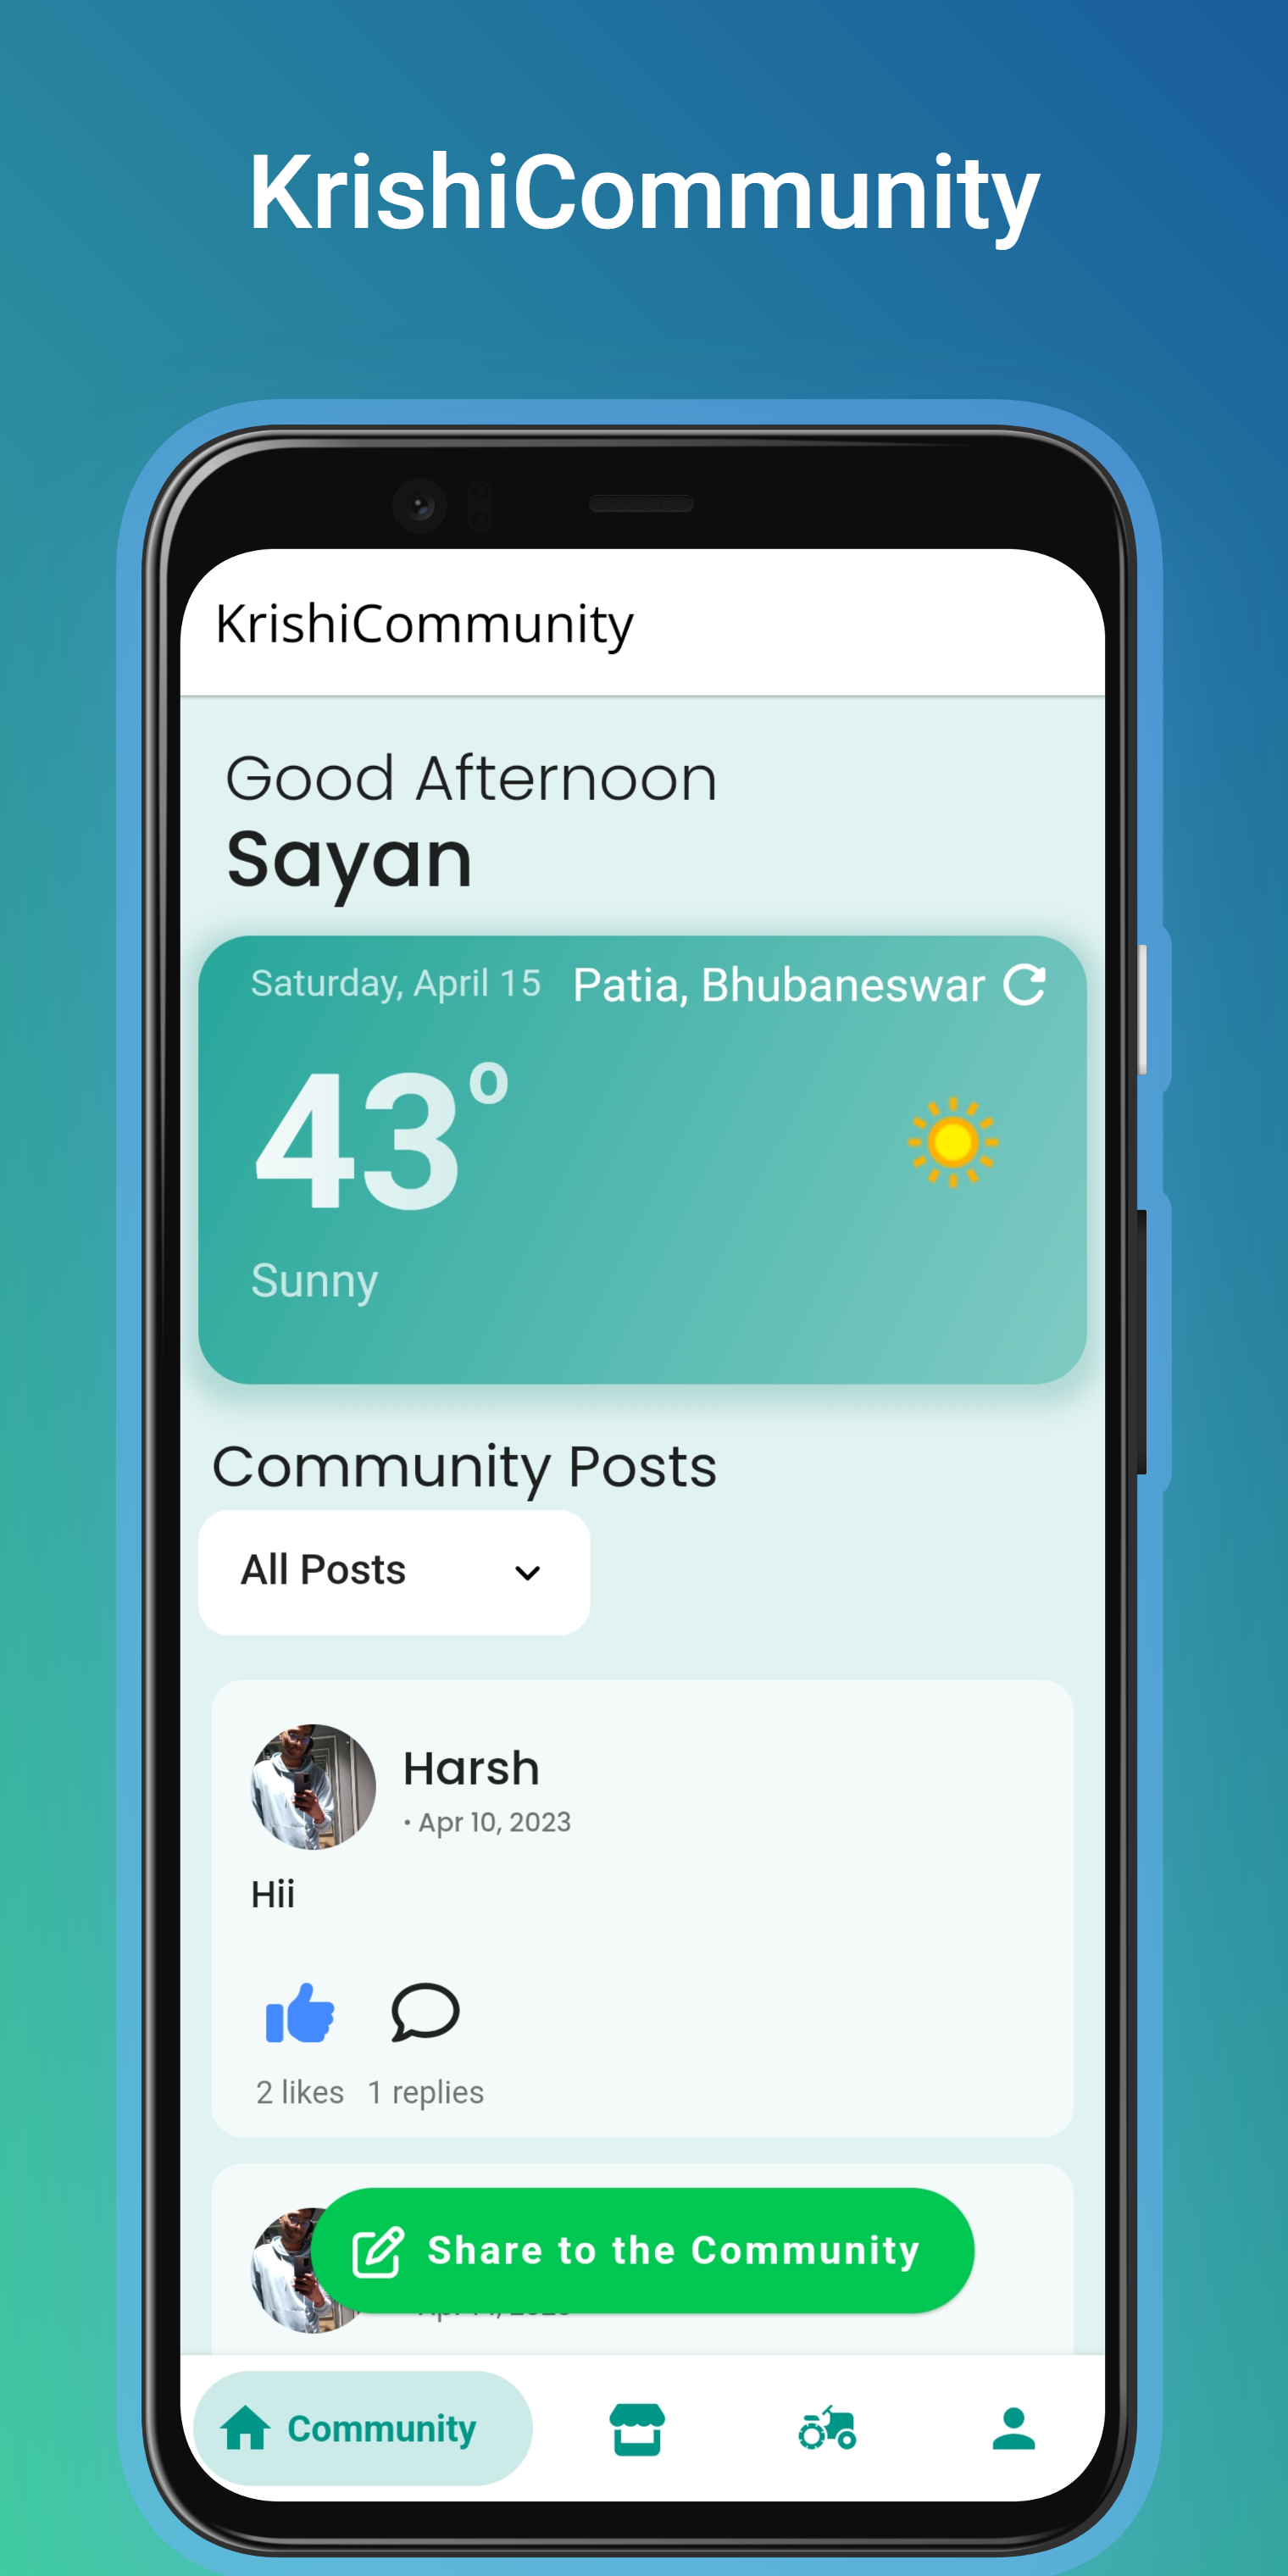 KrishiCommunity
KrishiCommunity
Good Afternoon
Sayan
Saturday, April 15 Patia, Bhubaneswar
43°
Sunny
Community Posts
All Posts
Harsh
• Apr 10, 2023
Hii
2 likes 1 replies
Share to the Community
Community